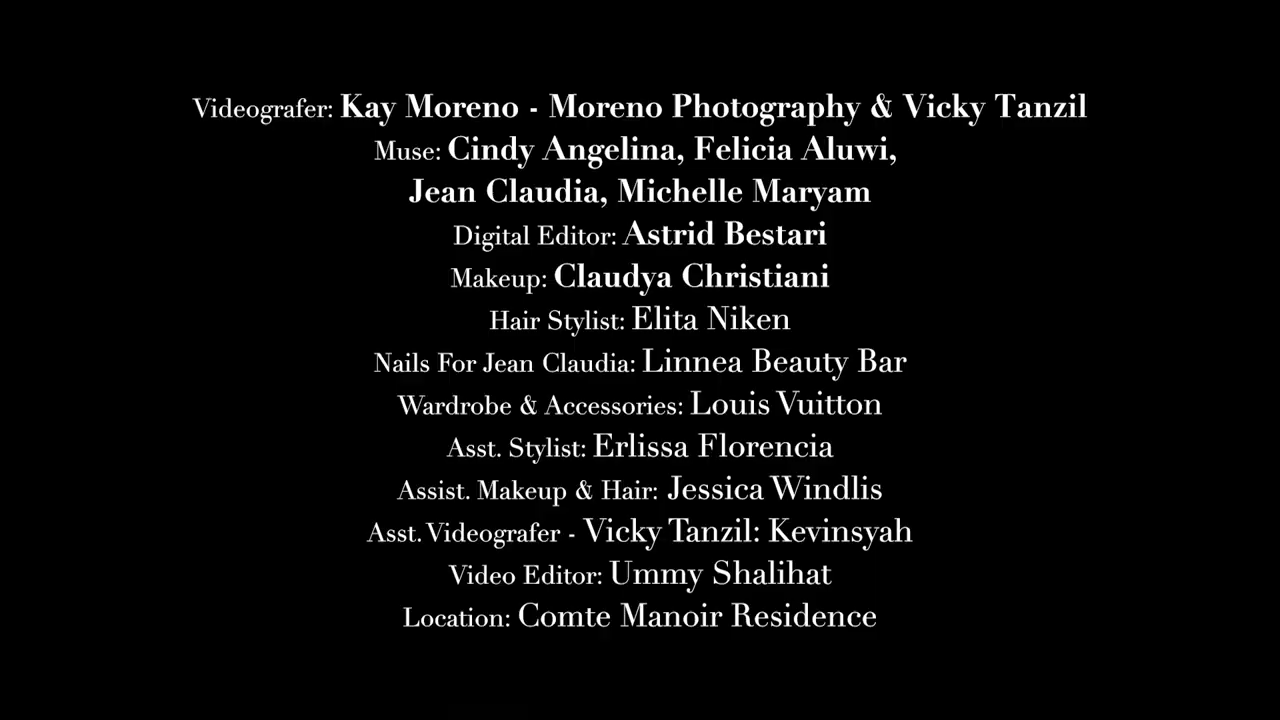 Videografer: Kay Moreno - Moreno Photography & Vicky Tanzil
Muse: Cindy Angelina, Felicia Aluwi,
Jean Claudia, Michelle Maryam
Digital Editor: Astrid Bestari
Makeup: Claudya Christiani
Hair Stylist: Elita Niken
Nails For Jean Claudia: Linnea Beauty Bar
Wardrobe & Accessories: Louis Vuitton
Asst. Stylist: Erlissa Florencia
Assist. Makeup & Hair: Jessica Windlis
Asst. Videografer - Vicky Tanzil: Kevinsyah
Video Editor: Ummy Shalihat
Location: Comte Manoir Residence